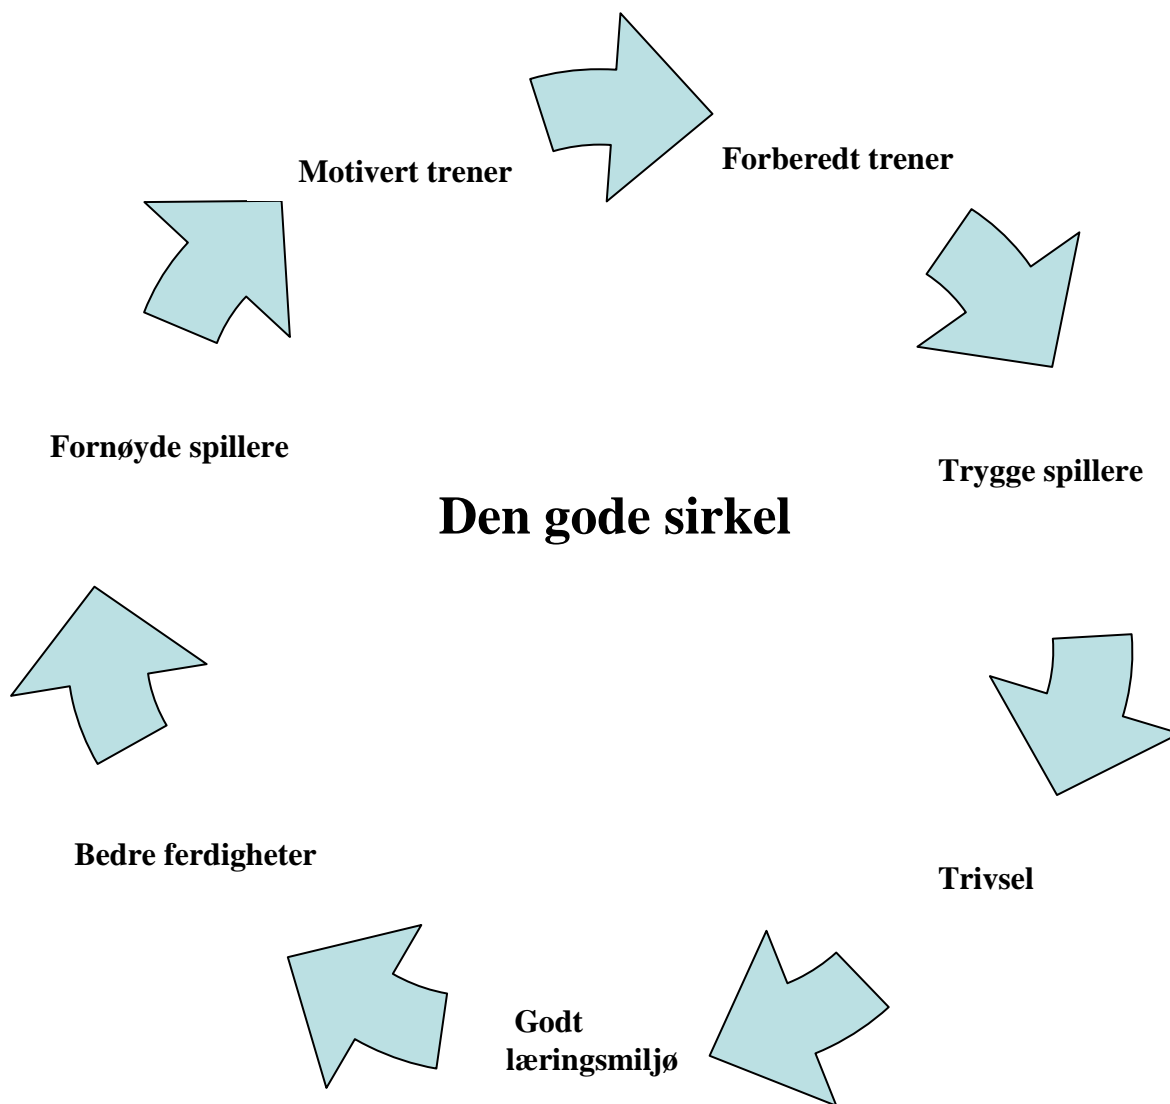 Motivert trener
Forberedt trener
Fornøyde spillere
Trygge spillere
Den gode sirkel
Bedre ferdigheter
Trivsel
Godt
læringsmiljø